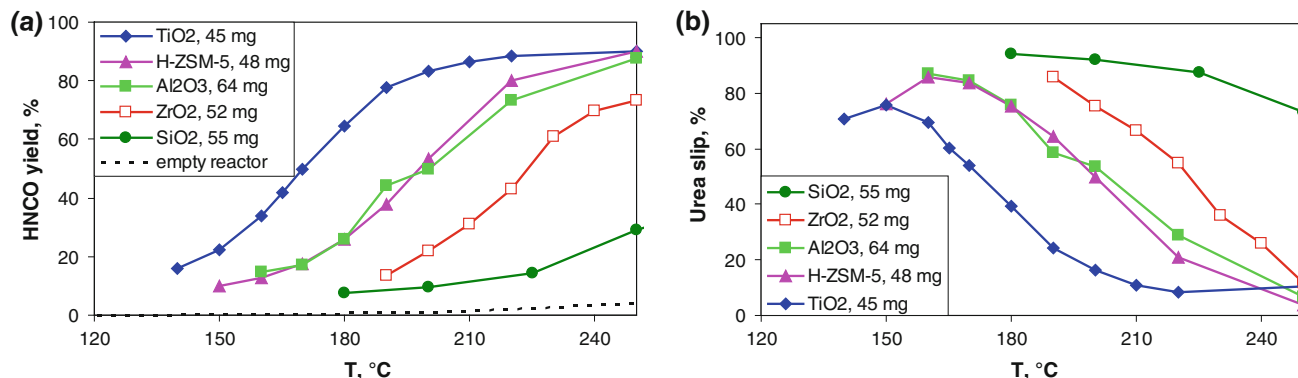 (a)
HNCO yield, %
100
80
60
40
20
0
TiO2, 45 mg
H-ZSM-5, 48 mg
Al2O3, 64 mg
ZrO2, 52 mg
SiO2, 55 mg
empty reactor
120 150 180 210 240
T, °C
(b)
Urea slip, %
100
80
60
40
20
0
SiO2, 55 mg
ZrO2, 52 mg
Al2O3, 64 mg
H-ZSM-5, 48 mg
TiO2, 45 mg
120 150 180 210 240
T, °C